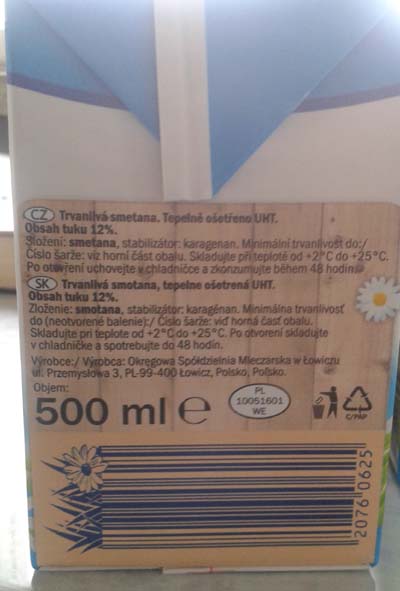 CZ Trvanlivá smetana. Tepelně ošetřeno UHT.
Obsah tuku 12%.
Složení: smetana, stabilizátor: karagenan. Minimální trvanlivost do:/
Číslo šarže: viz horní část obalu. Skladujte při teplotě od +2°C do +25°C.
Po otevření uchovejte v chladničce a zkonzumujte během 48 hodin.
SK Trvanlivá smotana, tepelne ošetrená UHT.
Obsah tuku 12%.
Zloženie: smotana, stabilizátor: karagénan. Minimálna trvanlivosť
do (neotvorené balenie):/ Číslo šarže: viď horná časť obalu.
Skladujte pri teplote od +2°C do +25°C. Po otvorení skladujte
v chladničke a spotrebujte do 48 hodín.
Výrobce:/ Výrobca: Okręgowa Spółdzielnia Mleczarska w Łowiczu
ul. Przemysłowa 3, PL-99-400 Łowicz, Polsko, Poľsko.
Objem:
500 ml e
PL
10051601
WE
C/PAP
2076 0625